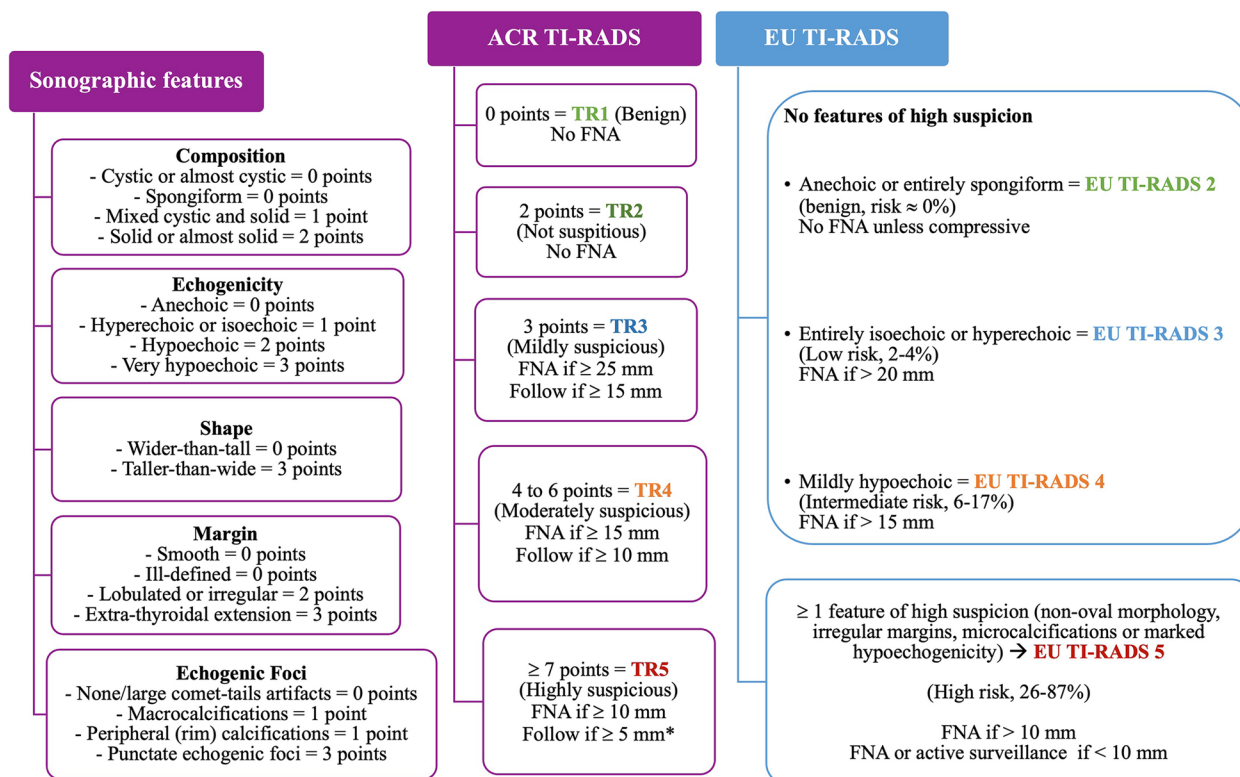 Sonographic features
Composition
- Cystic or almost cystic = 0 points
- Spongiform = 0 points
- Mixed cystic and solid = 1 point
- Solid or almost solid = 2 points
Echogenicity
- Anechoic = 0 points
- Hyperechoic or isoechoic = 1 point
- Hypoechoic = 2 points
- Very hypoechoic = 3 points
Shape
- Wider-than-tall = 0 points
- Taller-than-wide = 3 points
Margin
- Smooth = 0 points
- Ill-defined = 0 points
- Lobulated or irregular = 2 points
- Extra-thyroidal extension = 3 points
Echogenic Foci
- None/large comet-tails artifacts = 0 points
- Macrocalcifications = 1 point
- Peripheral (rim) calcifications = 1 point
- Punctate echogenic foci = 3 points
ACR TI-RADS
0 points = TR1 (Benign)
No FNA
2 points = TR2
(Not suspitious)
No FNA
3 points = TR3
(Mildly suspicious)
FNA if ≥ 25 mm
Follow if ≥ 15 mm
4 to 6 points = TR4
(Moderately suspicious)
FNA if ≥ 15 mm
Follow if ≥ 10 mm
≥ 7 points = TR5
(Highly suspicious)
FNA if ≥ 10 mm
Follow if ≥ 5 mm*
EU TI-RADS
No features of high suspicion
• Anechoic or entirely spongiform = EU TI-RADS 2
(benign, risk ≈ 0%)
No FNA unless compressive
• Entirely isoechoic or hyperechoic = EU TI-RADS 3
(Low risk, 2-4%)
FNA if > 20 mm
• Mildly hypoechoic = EU TI-RADS 4
(Intermediate risk, 6-17%)
FNA if > 15 mm
≥ 1 feature of high suspicion (non-oval morphology,
irregular margins, microcalcifications or marked
hypoechogenicity) → EU TI-RADS 5
(High risk, 26-87%)
FNA if > 10 mm
FNA or active surveillance if < 10 mm